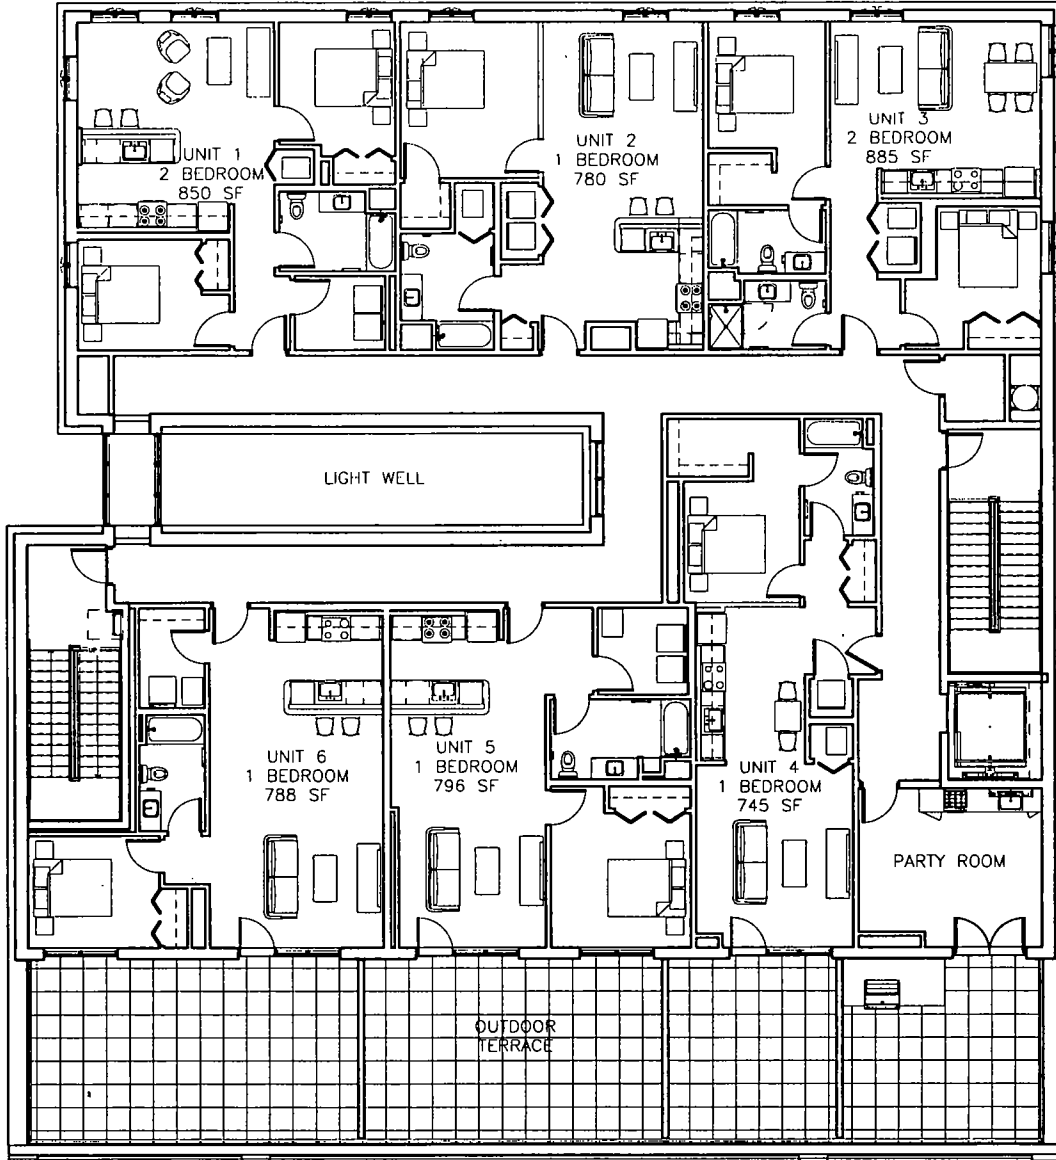 UNIT 1
2 BEDROOM
850 SF
UNIT 2
1 BEDROOM
780 SF
UNIT 3
2 BEDROOM
885 SF
LIGHT WELL
UNIT 6
1 BEDROOM
788 SF
UNIT 5
1 BEDROOM
796 SF
UNIT 4
1 BEDROOM
745 SF
PARTY ROOM
OUTDOOR
TERRACE